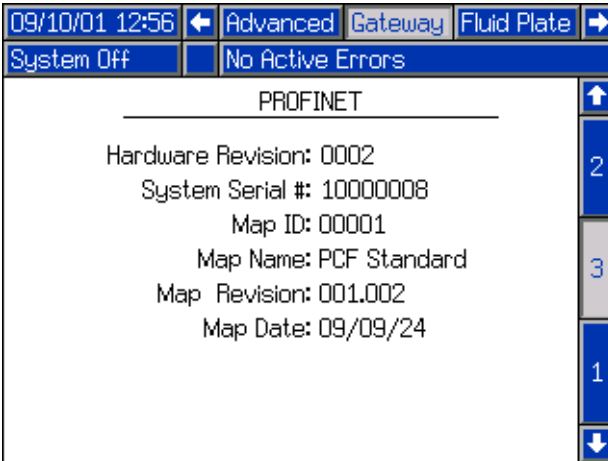 09/10/01 12:56 Advanced Gateway Fluid Plate
System Off No Active Errors
PROFINET
Hardware Revision: 0002
System Serial #: 10000008
Map ID: 00001
Map Name: PCF Standard
Map Revision: 001.002
Map Date: 09/09/24
2
3
1